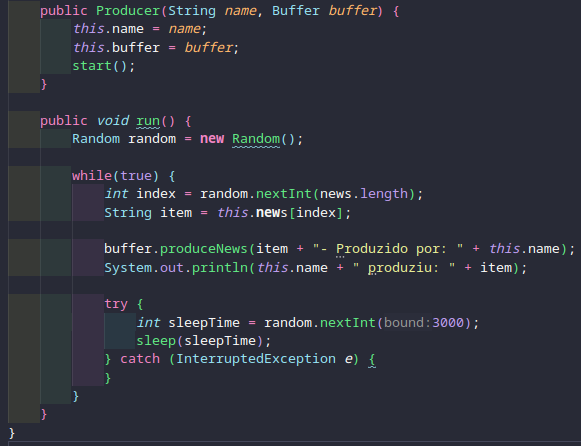 public Producer(String name, Buffer buffer) {
this.name = name;
this.buffer = buffer;
start();
}
public void run() {
Random random = new Random();
while(true) {
int index = random.nextInt(news.length);
String item = this.news[index];
buffer.produceNews(item + "- Produzido por: " + this.name);
System.out.println(this.name + " produziu: " + item);
try {
int sleepTime = random.nextInt(bound:3000);
sleep(sleepTime);
} catch (InterruptedException e) {
}
}
}
}